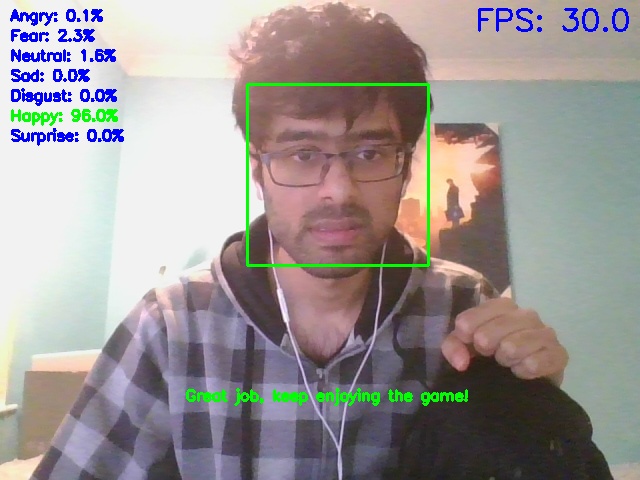 Angry: 0.1%
FPS: 30.0
Fear: 2.3%
Neutral: 1.6%
Sad: 0.0%
Disgust: 0.0%
Happy: 96.0%
Surprise: 0.0%
Great job, keep enjoying the game!